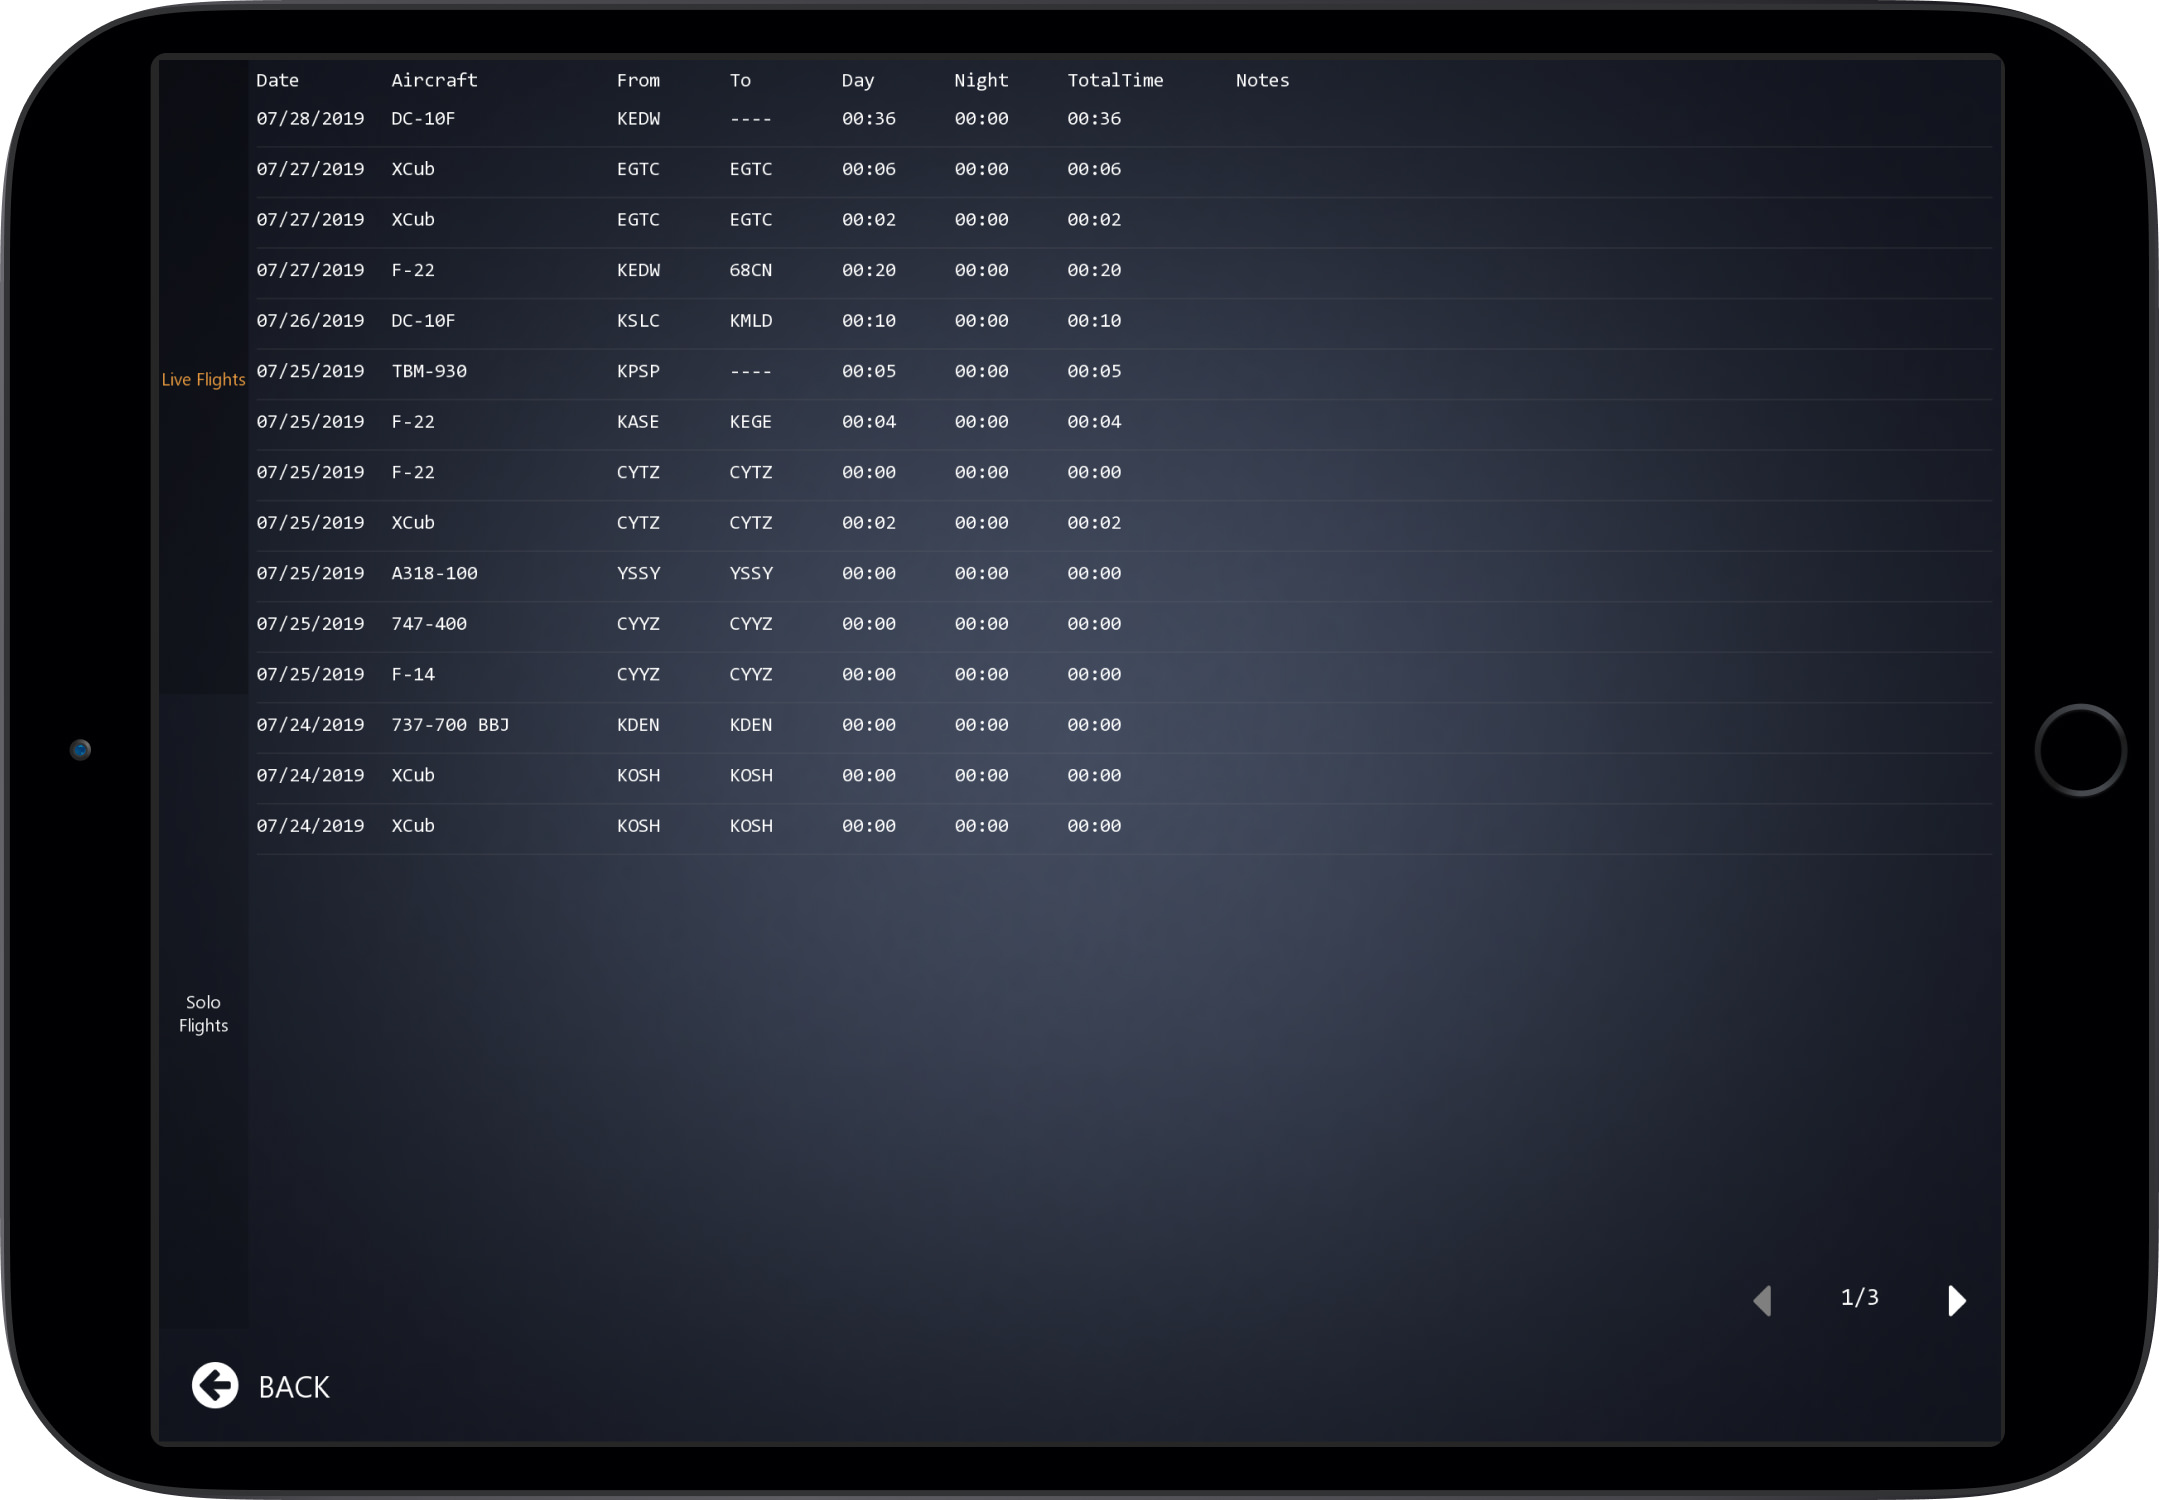 Date Aircraft From To Day Night TotalTime Notes
07/28/2019 DC-10F KEDW ---- 00:36 00:00 00:36
07/27/2019 XCub EGTC EGTC 00:06 00:00 00:06
07/27/2019 XCub EGTC EGTC 00:02 00:00 00:02
07/27/2019 F-22 KEDW 68CN 00:20 00:00 00:20
07/26/2019 DC-10F KSLC KMLD 00:10 00:00 00:10
Live Flights
07/25/2019 TBM-930 KPSP ---- 00:05 00:00 00:05
07/25/2019 F-22 KASE KEGE 00:04 00:00 00:04
07/25/2019 F-22 CYTZ CYTZ 00:00 00:00 00:00
07/25/2019 XCub CYTZ CYTZ 00:02 00:00 00:02
07/25/2019 A318-100 YSSY YSSY 00:00 00:00 00:00
07/25/2019 747-400 CYYZ CYYZ 00:00 00:00 00:00
07/25/2019 F-14 CYYZ CYYZ 00:00 00:00 00:00
07/24/2019 737-700 BBJ KDEN KDEN 00:00 00:00 00:00
07/24/2019 XCub KOSH KOSH 00:00 00:00 00:00
07/24/2019 XCub KOSH KOSH 00:00 00:00 00:00
Solo
Flights
1/3
BACK